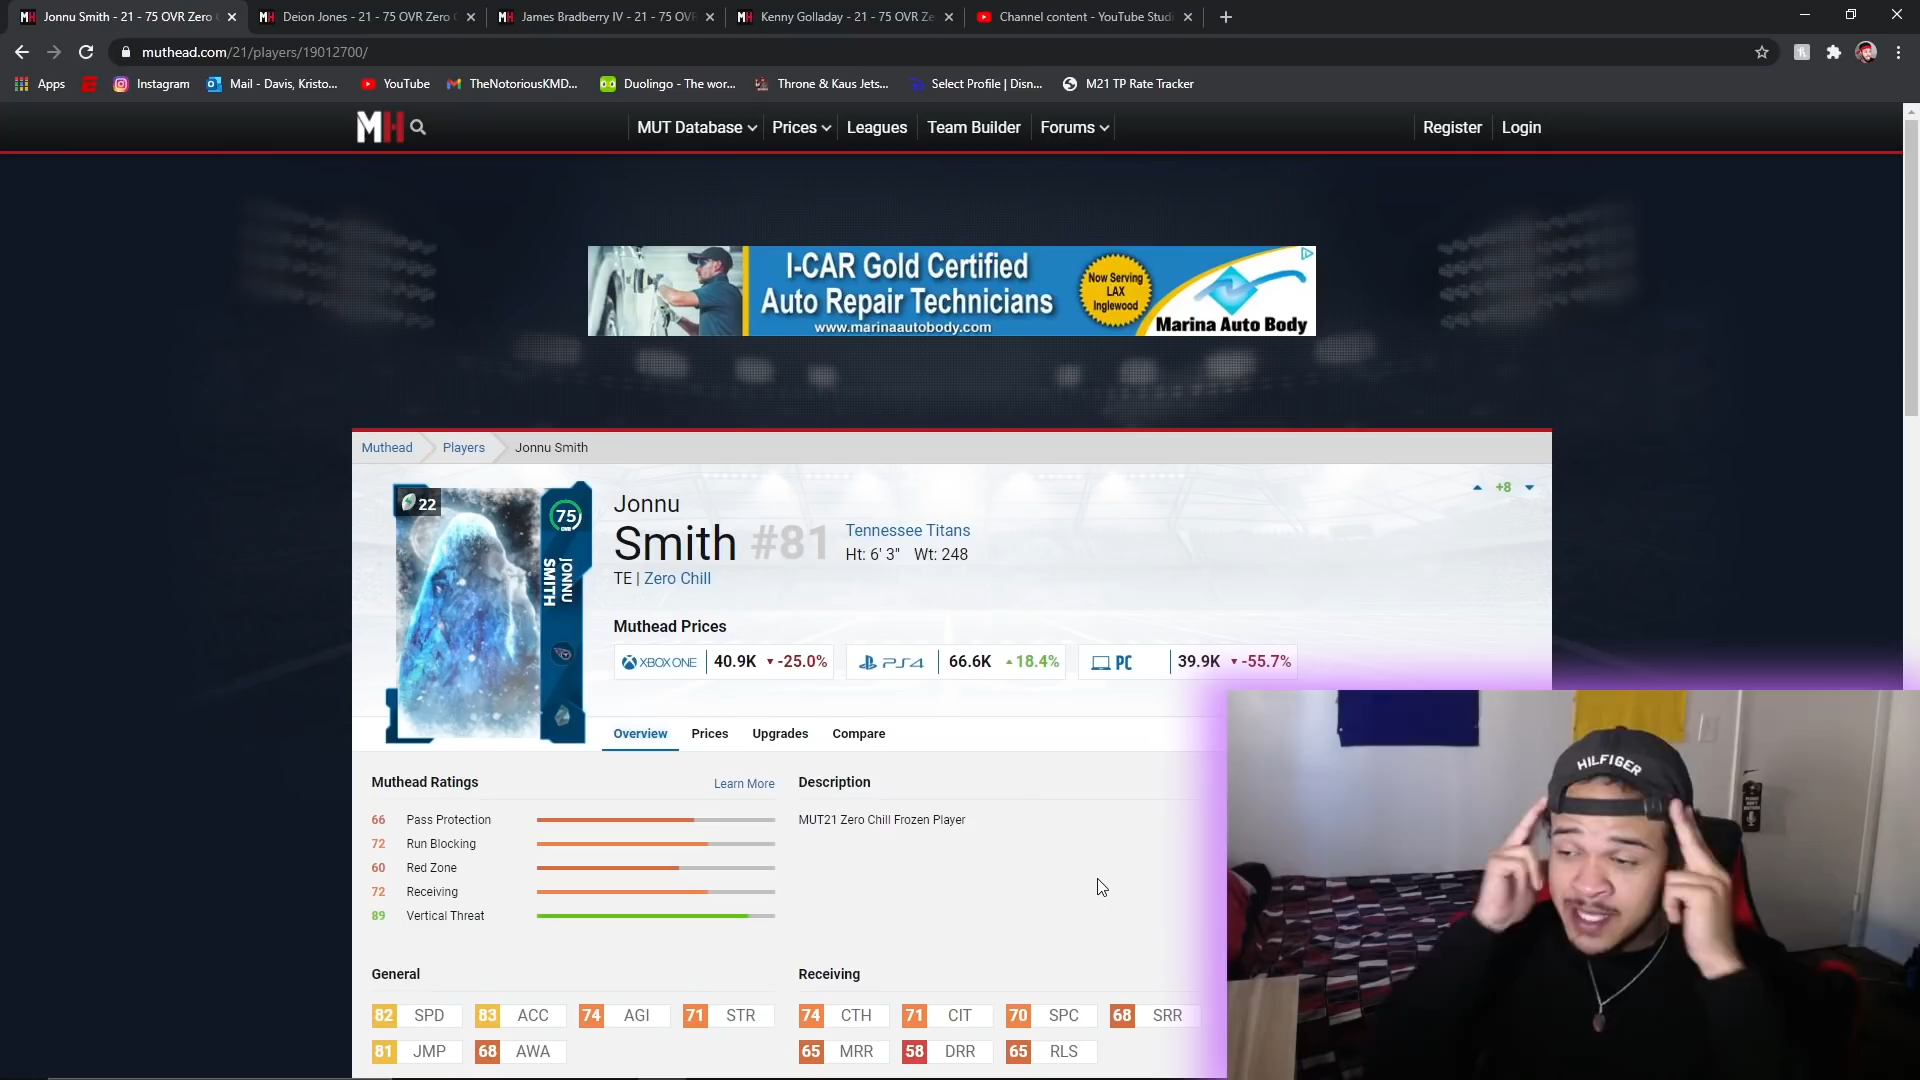 Jonnu Smith - 21 - 75 OVR Zero
Deion Jones - 21 - 75 OVR Zero
James Bradberry IV - 21 - 75 OVR
Kenny Golladay - 21 - 75 OVR Ze
Channel content - YouTube Studi
muthead.com/21/players/19012700/
Apps
Instagram
Mail - Davis, Kristo...
YouTube
TheNotoriousKMD...
Duolingo - The wor...
Throne & Kaus Jets...
Select Profile | Disn...
M21 TP Rate Tracker
MH
MUT Database
Prices
Leagues
Team Builder
Forums
Register
Login
I-CAR Gold Certified
Auto Repair Technicians
www.marinaautobody.com
Now Serving
LAX
Inglewood
Marina Auto Body
Muthead
Players
Jonnu Smith
22
75
OVR
JONNU
SMITH
Jonnu
Smith #81
Tennessee Titans
Ht: 6' 3" Wt: 248
TE | Zero Chill
+8
Muthead Prices
XBOX ONE 40.9K -25.0%
PS4 66.6K 18.4%
PC 39.9K -55.7%
Overview
Prices
Upgrades
Compare
Muthead Ratings
Learn More
66 Pass Protection
72 Run Blocking
60 Red Zone
72 Receiving
89 Vertical Threat
Description
MUT21 Zero Chill Frozen Player
General
82 SPD 83 ACC 74 AGI 71 STR
81 JMP 68 AWA
Receiving
74 CTH 71 CIT 70 SPC 68 SRR
65 MRR 58 DRR 65 RLS
HILFIGER